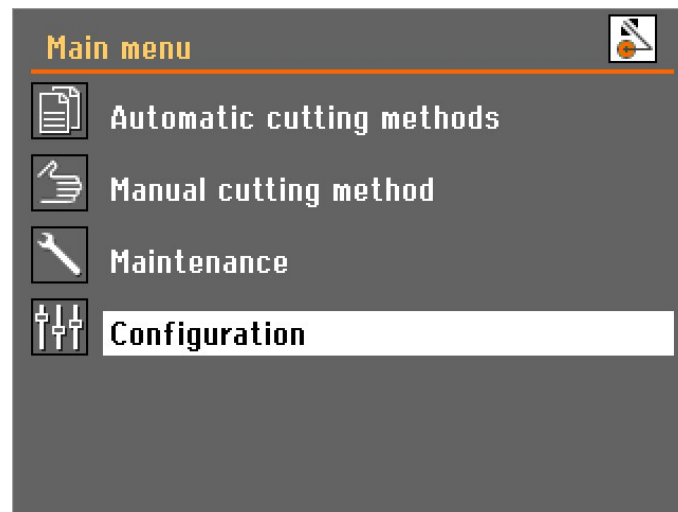 Main menu
Automatic cutting methods
Manual cutting method
Maintenance
Configuration